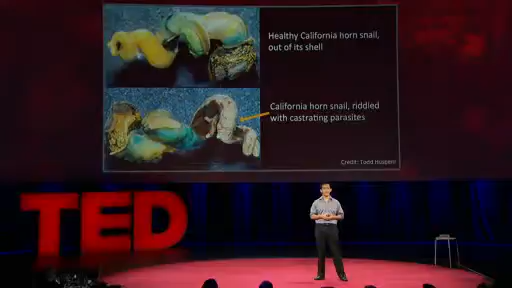 Healthy California horn snail,
out of its shell
California horn snail, riddled
with castrating parasites
Credit: Todd Huspeni
TED